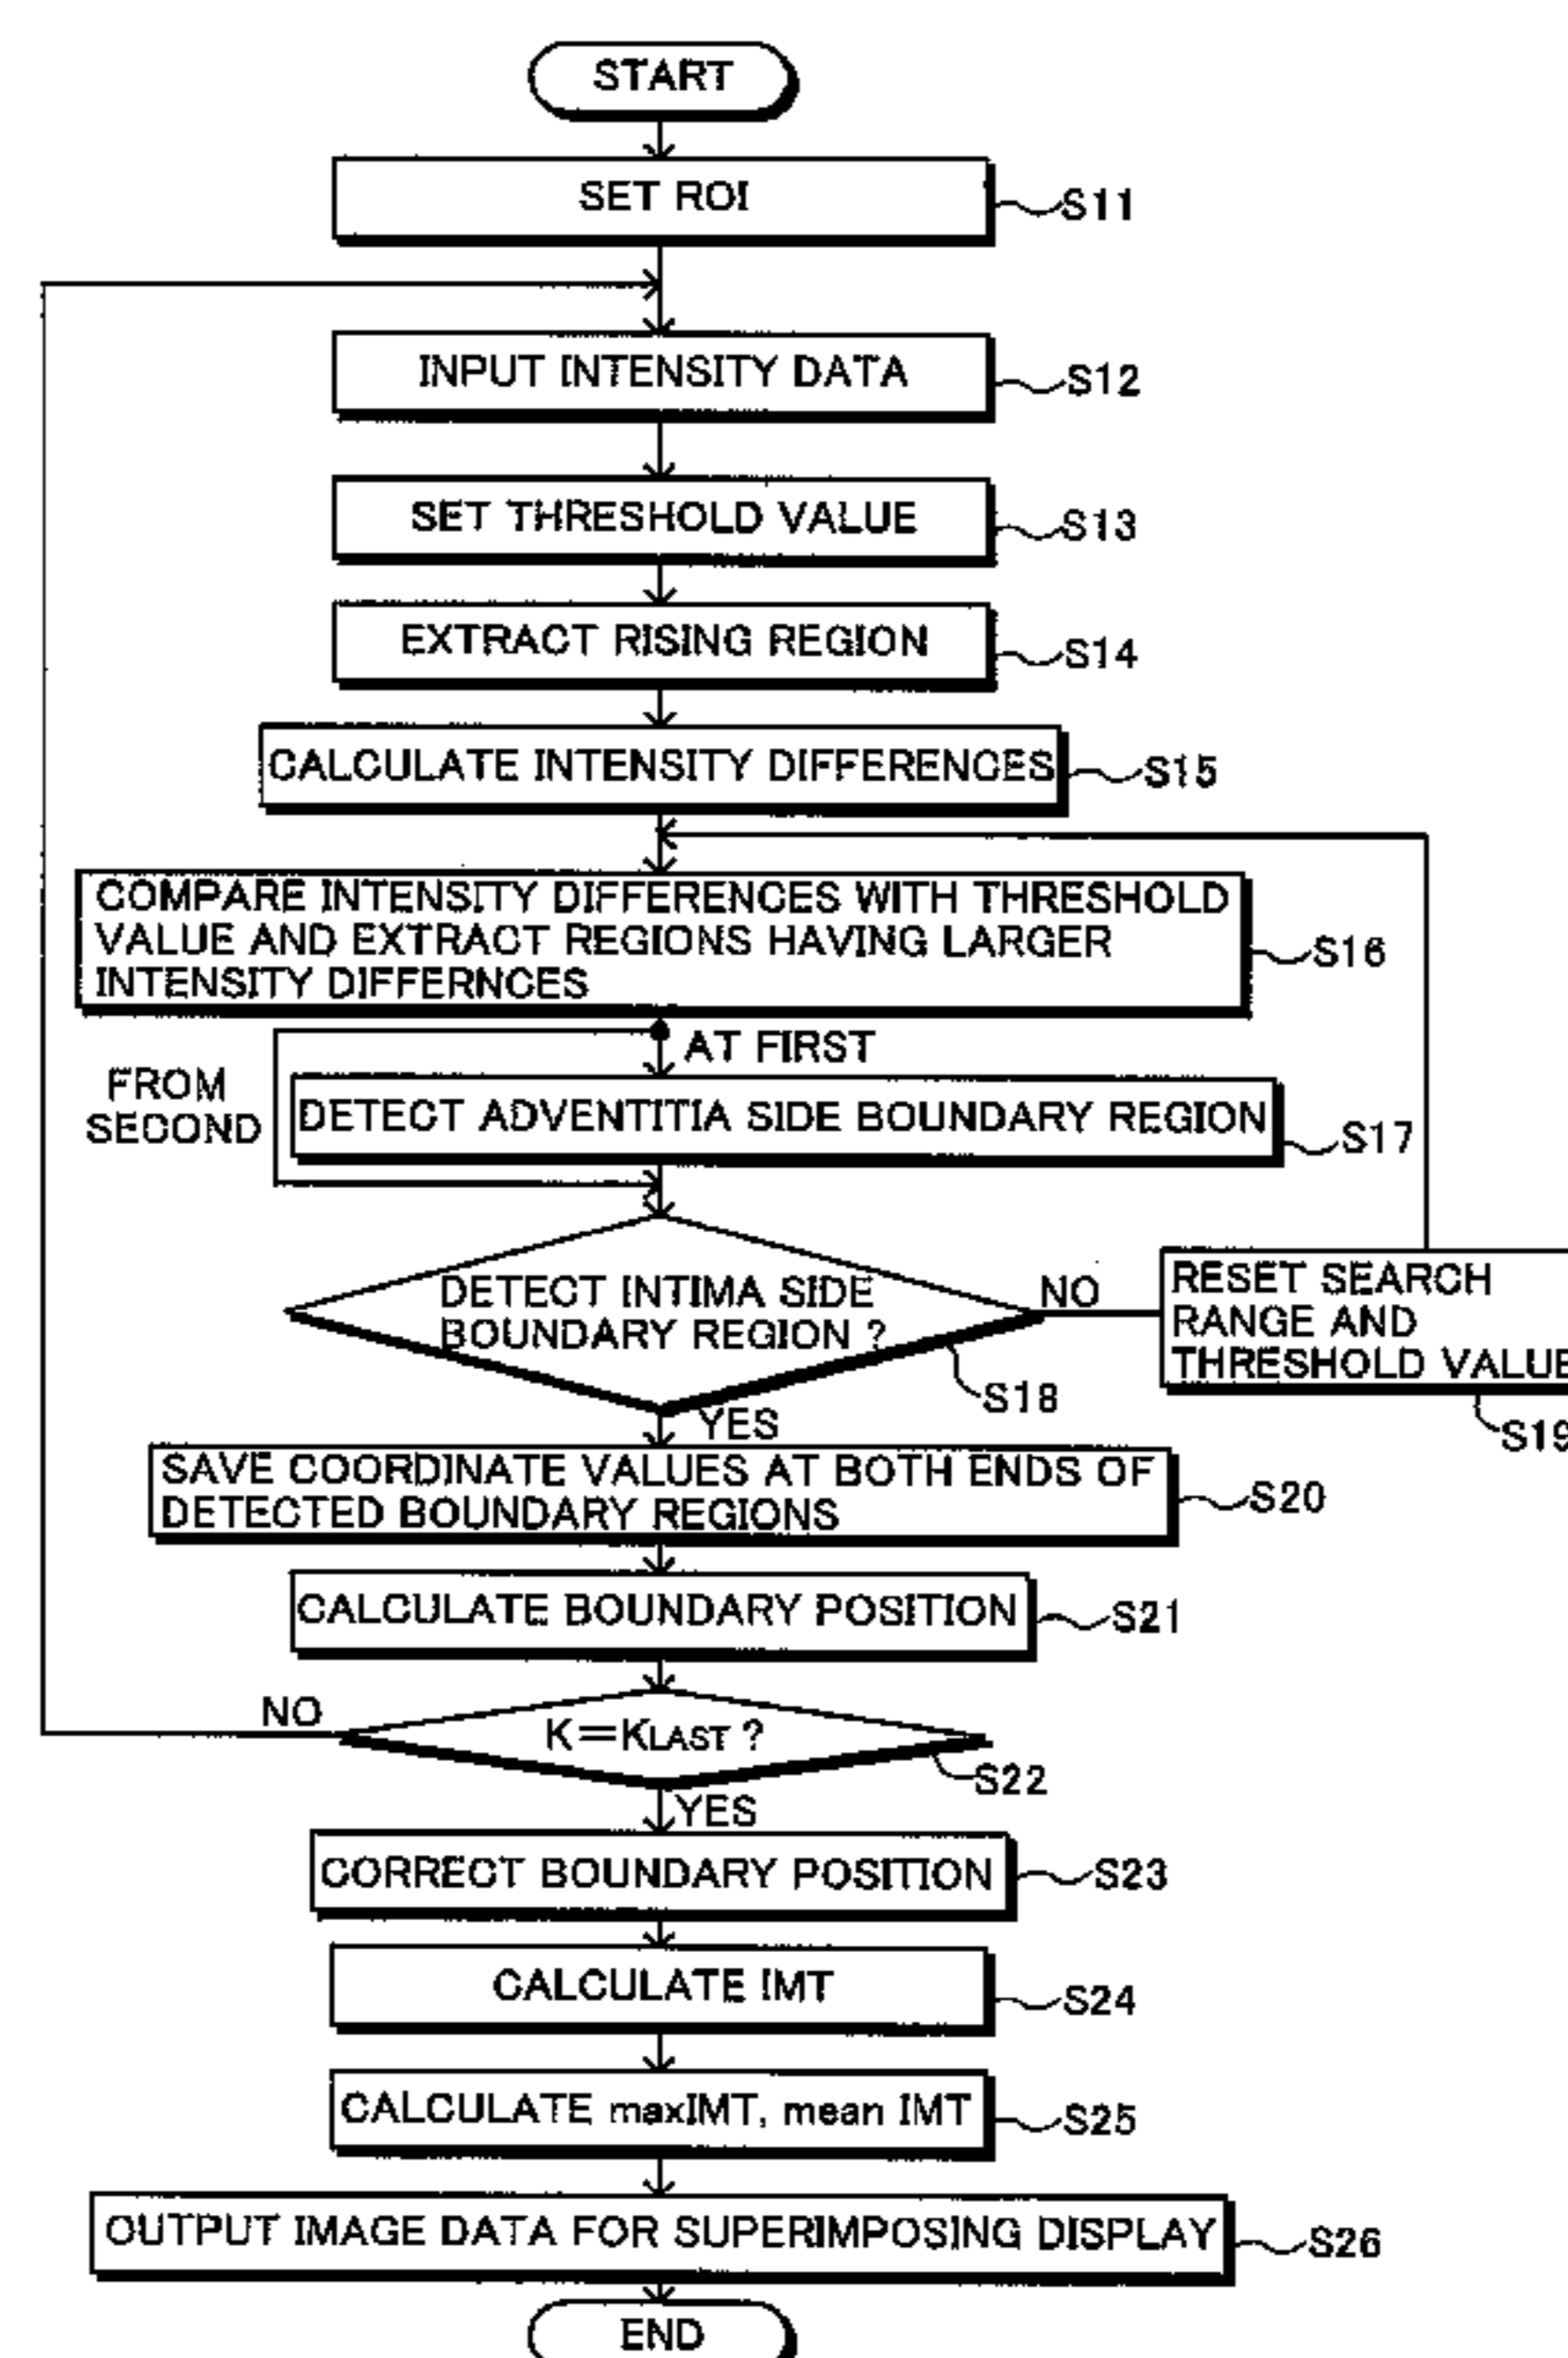 START
SET ROI
S11
INPUT INTENSITY DATA
S12
SET THRESHOLD VALUE
S13
EXTRACT RISING REGION
S14
CALCULATE INTENSITY DIFFERENCES
S15
COMPARE INTENSITY DIFFERENCES WITH THRESHOLD
VALUE AND EXTRACT REGIONS HAVING LARGER
INTENSITY DIFFERNCES
S16
AT FIRST
FROM
SECOND
DETECT ADVENTITIA SIDE BOUNDARY REGION
S17
DETECT INTIMA SIDE
BOUNDARY REGION ?
S18
NO
RESET SEARCH
RANGE AND
THRESHOLD VALUE
S19
YES
SAVE COORDINATE VALUES AT BOTH ENDS OF
DETECTED BOUNDARY REGIONS
S20
CALCULATE BOUNDARY POSITION
S21
NO
K=KLAST ?
S22
YES
CORRECT BOUNDARY POSITION
S23
CALCULATE IMT
S24
CALCULATE maxIMT, mean IMT
S25
OUTPUT IMAGE DATA FOR SUPERIMPOSING DISPLAY
S26
END